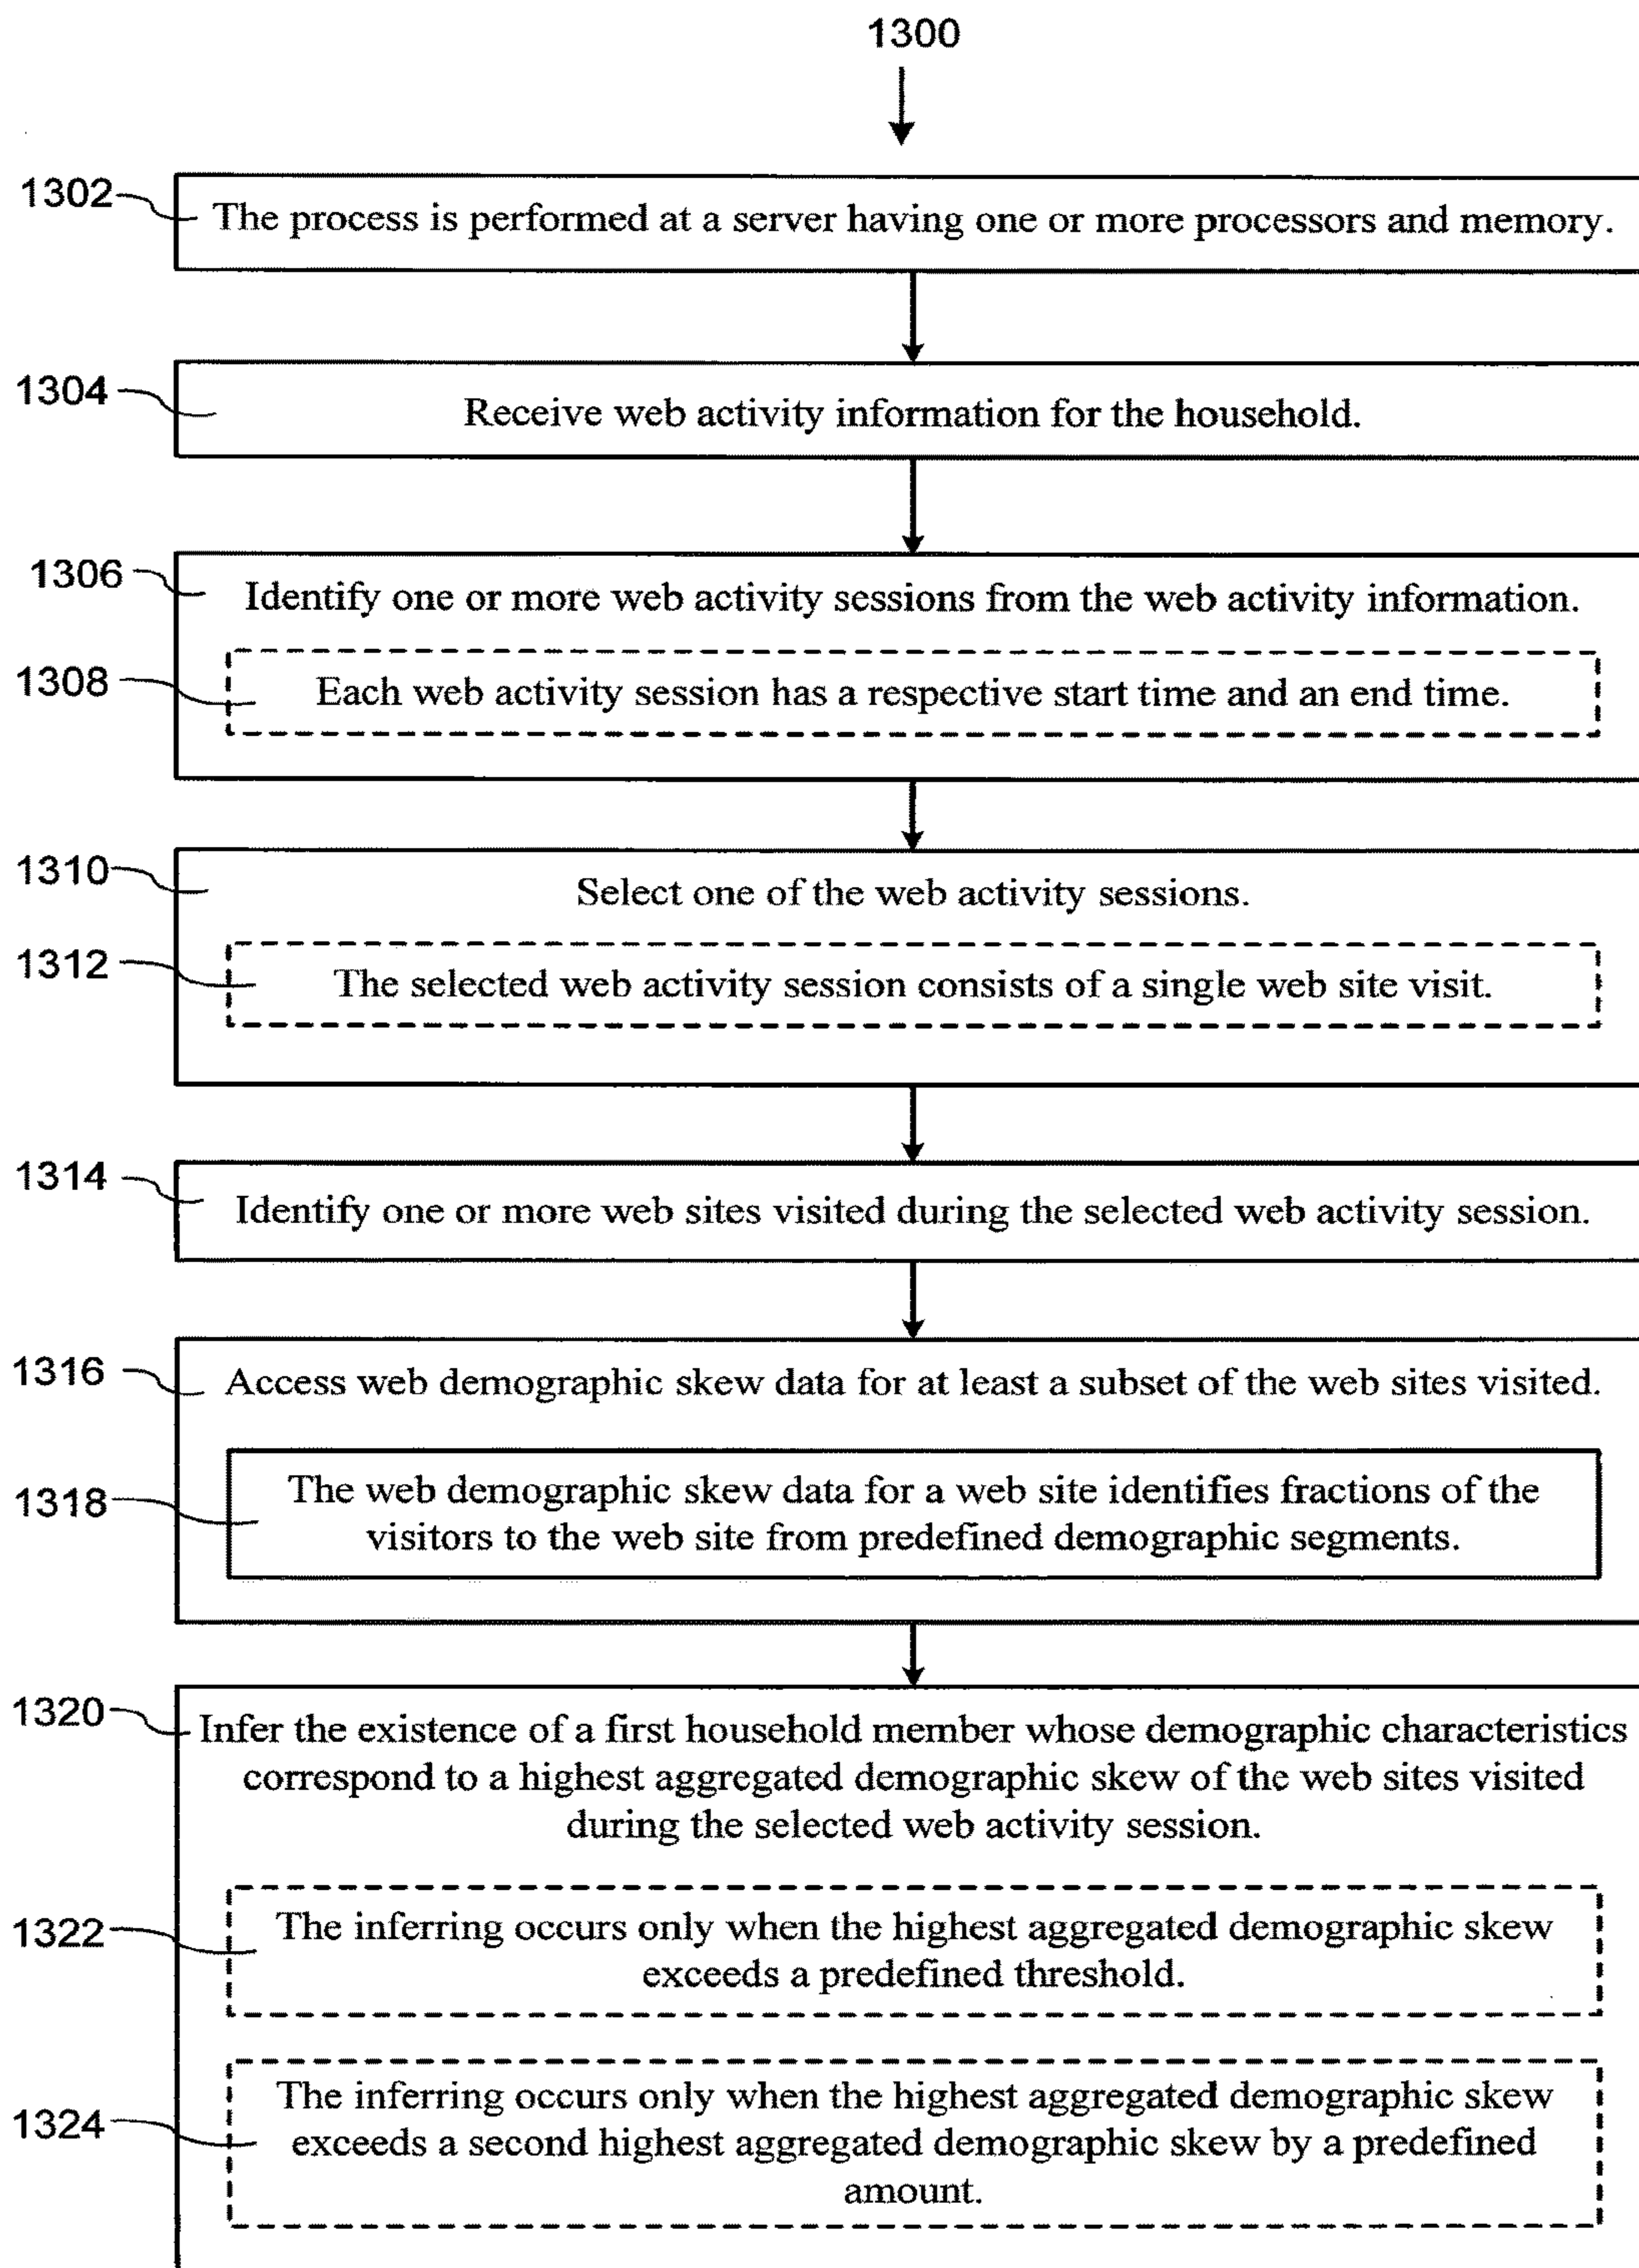 1300
1302
The process is performed at a server having one or more processors and memory.
1304
Receive web activity information for the household.
1306
Identify one or more web activity sessions from the web activity information.
1308
Each web activity session has a respective start time and an end time.
1310
Select one of the web activity sessions.
1312
The selected web activity session consists of a single web site visit.
1314
Identify one or more web sites visited during the selected web activity session.
1316
Access web demographic skew data for at least a subset of the web sites visited.
1318
The web demographic skew data for a web site identifies fractions of the
visitors to the web site from predefined demographic segments.
1320
Infer the existence of a first household member whose demographic characteristics
correspond to a highest aggregated demographic skew of the web sites visited
during the selected web activity session.
1322
The inferring occurs only when the highest aggregated demographic skew
exceeds a predefined threshold.
1324
The inferring occurs only when the highest aggregated demographic skew
exceeds a second highest aggregated demographic skew by a predefined
amount.